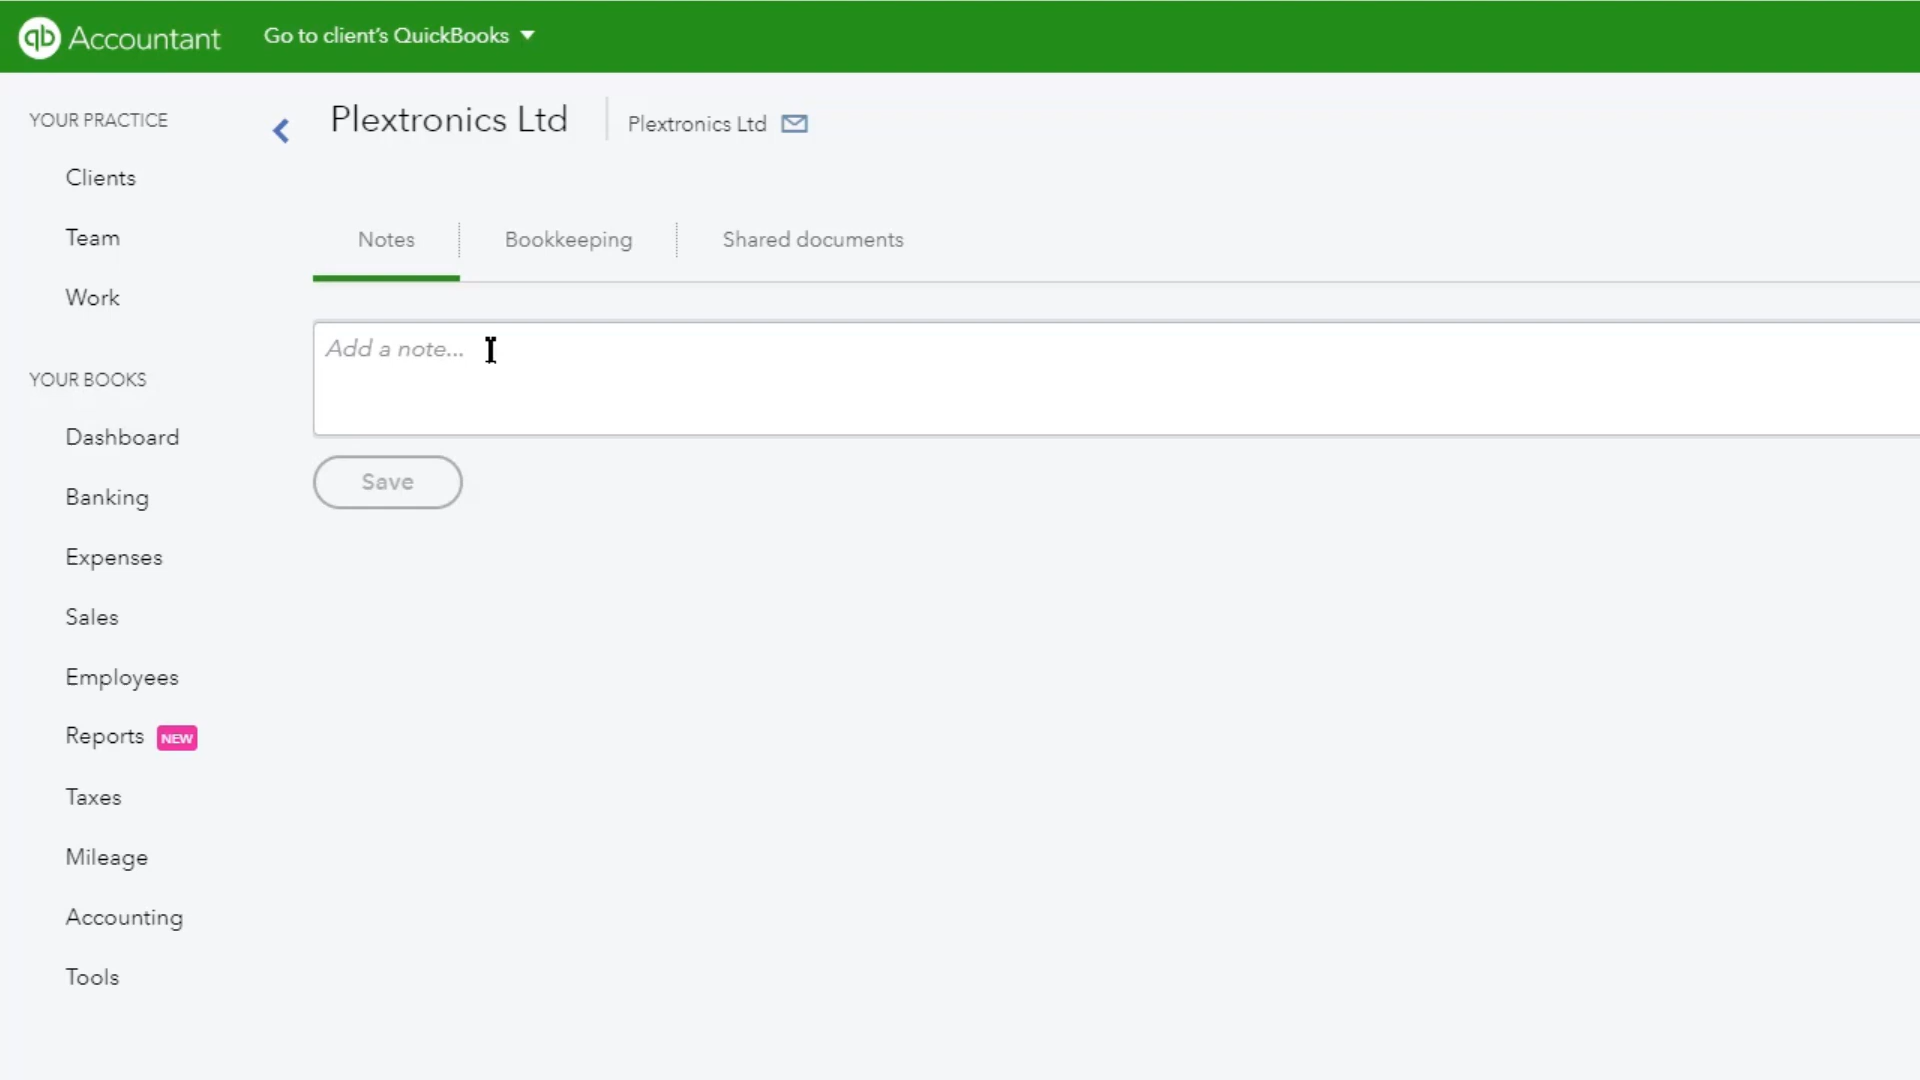 qb Accountant
Go to client's QuickBooks
YOUR PRACTICE
Clients
Team
Work
YOUR BOOKS
Dashboard
Banking
Expenses
Sales
Employees
Reports NEW
Taxes
Mileage
Accounting
Tools
Plextronics Ltd
Plextronics Ltd
Notes
Bookkeeping
Shared documents
Add a note...
Save